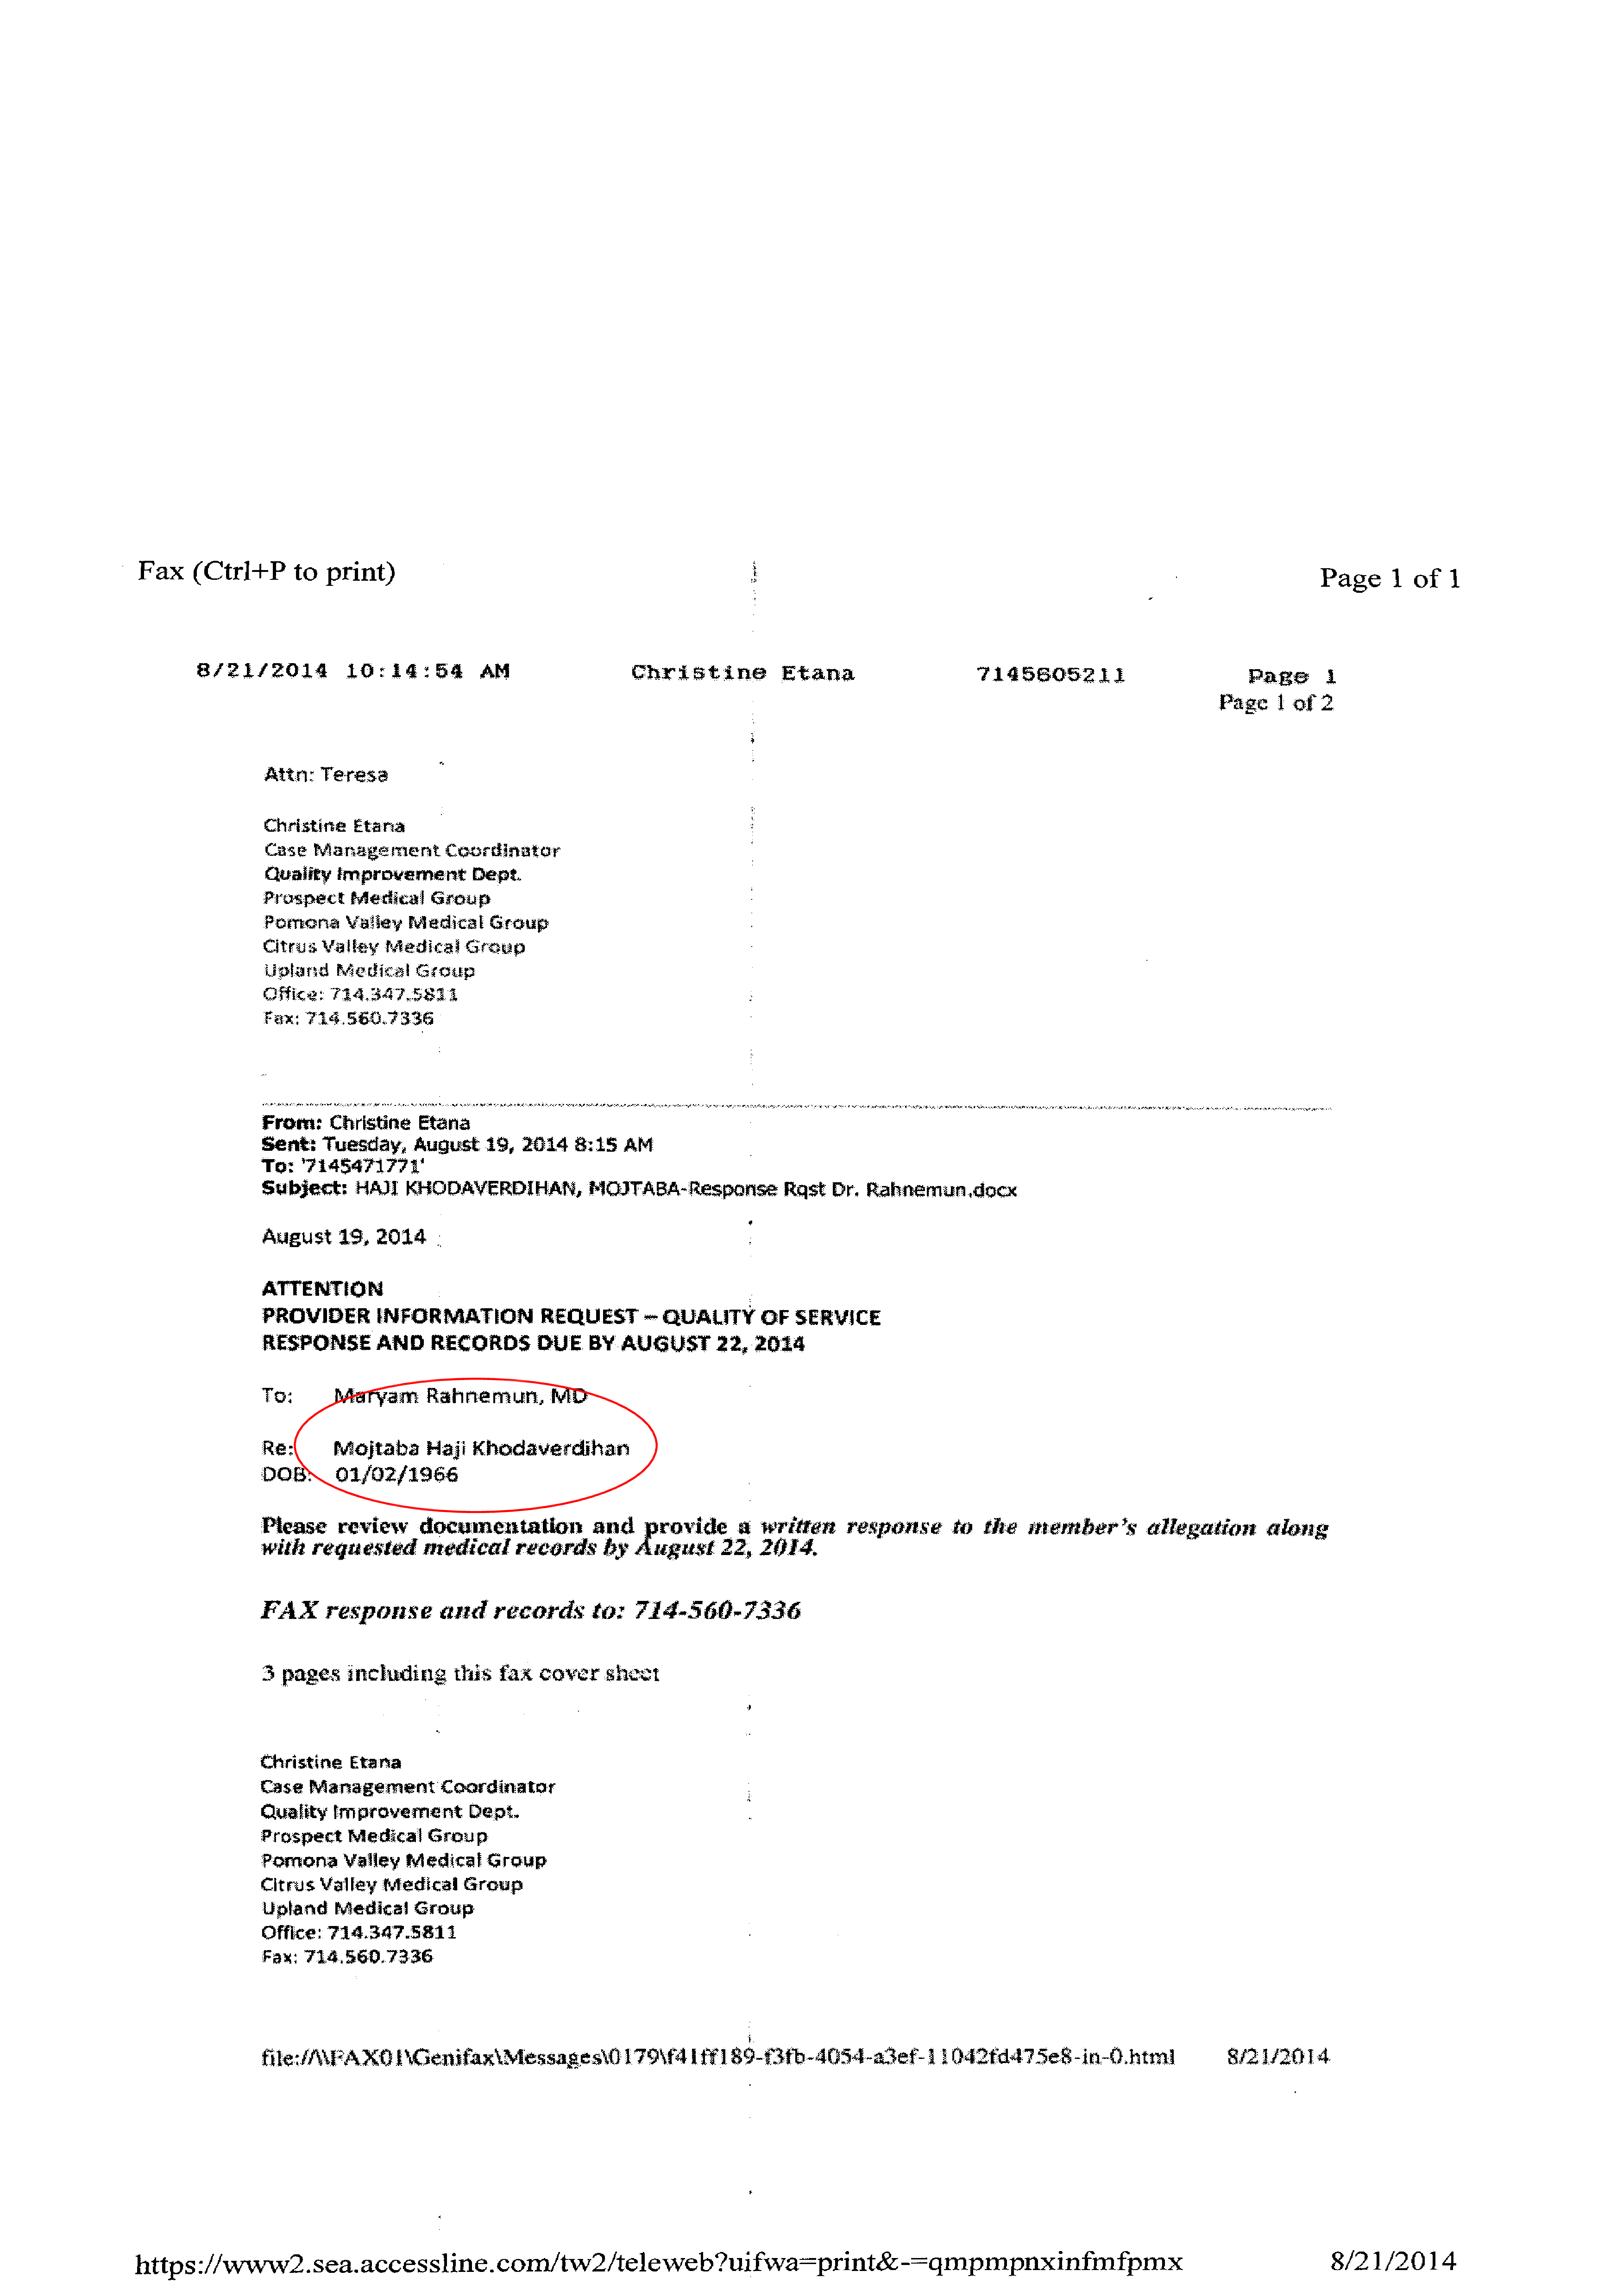 Fax (Ctrl+P to print)
Page 1 of 1
8/21/2014 10:14:54 AM Christine Etana 7145605211 Page 1
Page 1 of 2
Attn: Teresa
Christine Etana
Case Management Coordinator
Quality Improvement Dept.
Prospect Medical Group
Pomona Valley Medical Group
Citrus Valley Medical Group
Upland Medical Group
Office: 714.347.5811
Fax: 714.560.7336
From: Christine Etana
Sent: Tuesday, August 19, 2014 8:15 AM
To: '7145471771'
Subject: HAJI KHODAVERDIHAN, MOJTABA-Response Rqst Dr. Rahnemun.docx
August 19, 2014
ATTENTION
PROVIDER INFORMATION REQUEST – QUALITY OF SERVICE
RESPONSE AND RECORDS DUE BY AUGUST 22, 2014
To: Maryam Rahnemun, MD
Re: Mojtaba Haji Khodaverdihan
DOB: 01/02/1966
Please review documentation and provide a written response to the member's allegation along
with requested medical records by August 22, 2014.
FAX response and records to: 714-560-7336
3 pages including this fax cover sheet
Christine Etana
Case Management Coordinator
Quality Improvement Dept.
Prospect Medical Group
Pomona Valley Medical Group
Citrus Valley Medical Group
Upland Medical Group
Office: 714.347.5811
Fax: 714.560.7336
file://\\FAX01\Genifax\Messages\0179\f41ff189-f3fb-4054-a3ef-11042fd475e8-in-0.html 8/21/2014
https://www2.sea.accessline.com/tw2/teleweb?uifwa=print&-=qmpmpnxinfmfpmx 8/21/2014